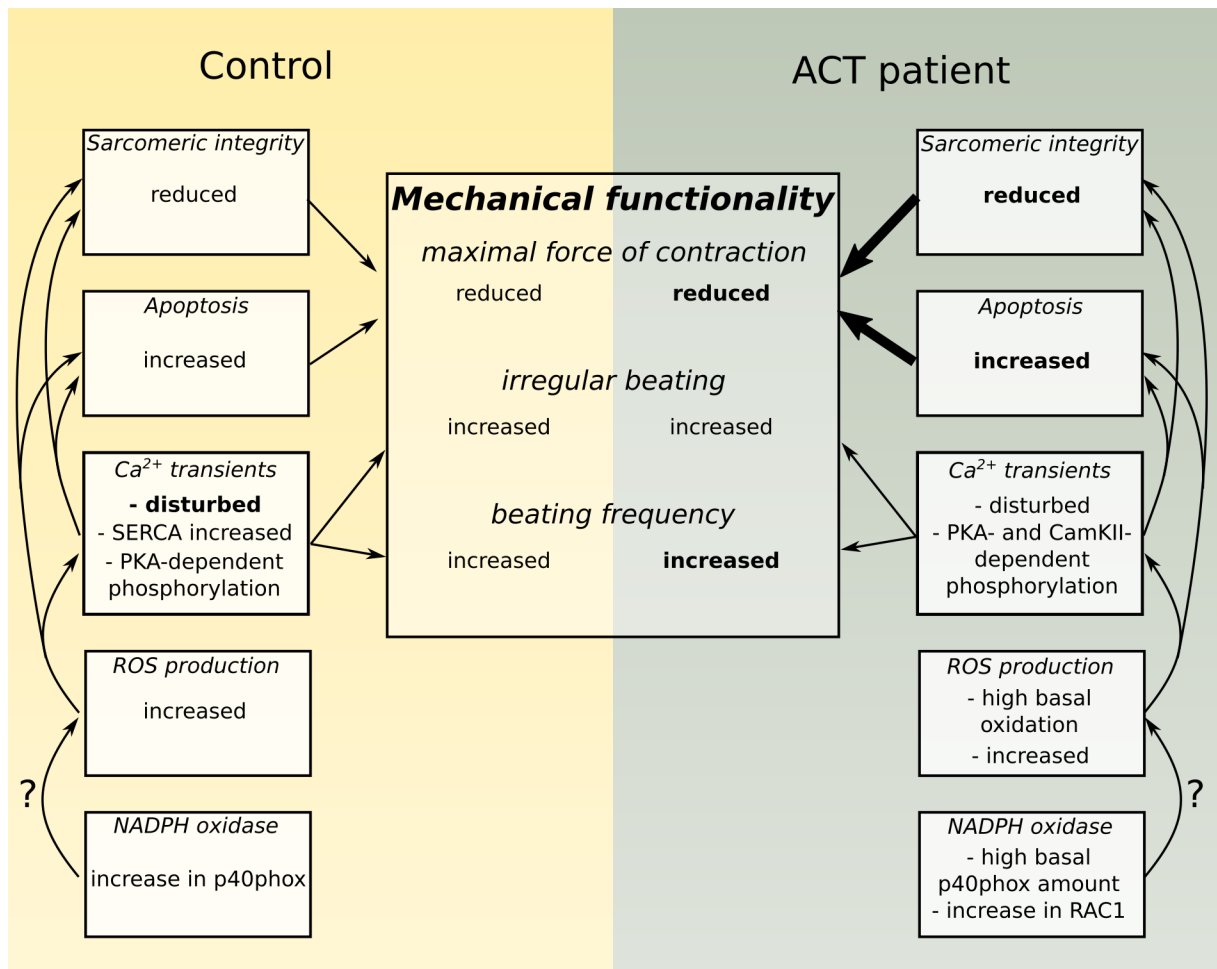 Control
Sarcomeric integrity
reduced
Apoptosis
increased
Ca²⁺ transients
- disturbed
- SERCA increased
- PKA-dependent
phosphorylation
ROS production
increased
?
NADPH oxidase
increase in p40phox
Mechanical functionality
maximal force of contraction
reduced reduced
irregular beating
increased increased
beating frequency
increased increased
ACT patient
Sarcomeric integrity
reduced
Apoptosis
increased
Ca²⁺ transients
- disturbed
- PKA- and CamKII-
dependent
phosphorylation
ROS production
- high basal
oxidation
- increased
?
NADPH oxidase
- high basal
p40phox amount
- increase in RAC1